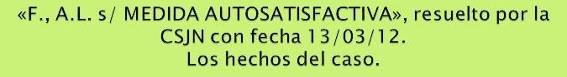 «F., A.L. s/ MEDIDA AUTOSATISFACTIVA», resuelto por la
CSJN con fecha 13/03/12.
Los hechos del caso.